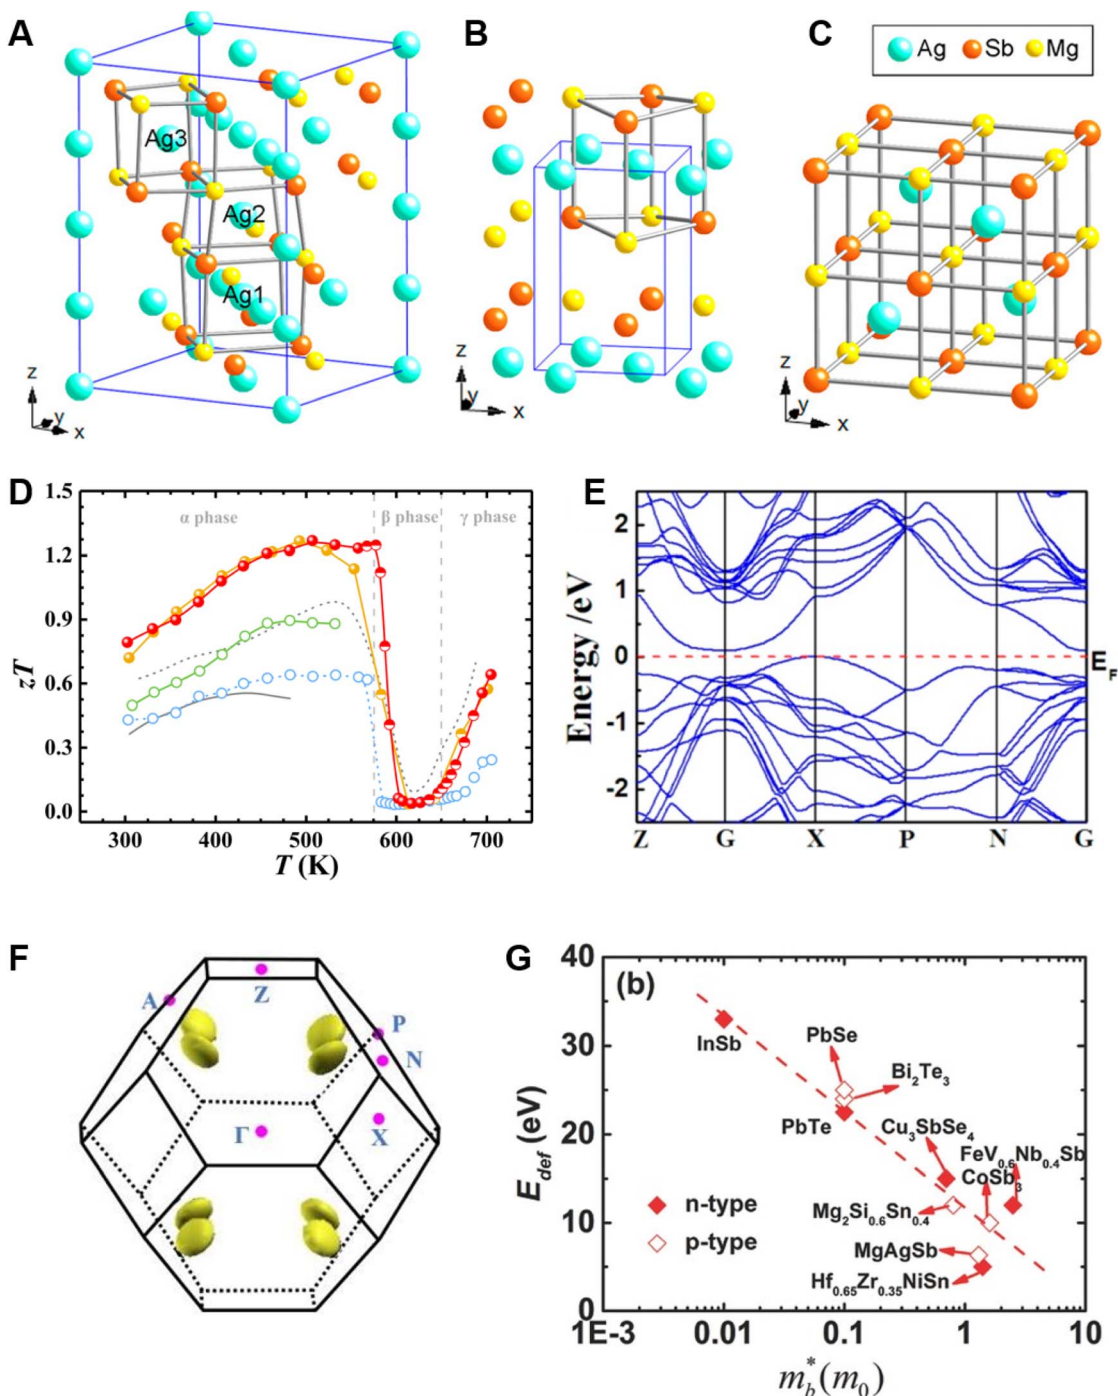 A
B
C
Ag Sb Mg
Ag3
Ag2
Ag1
z
y
x
z
y
x
z
y
x
D
1.5
1.2
0.9
0.6
0.3
0.0
zT
α phase
β phase
γ phase
300 400 500 600 700
T (K)
E
2
1
0
-1
-2
Energy /eV
E_F
Z G X P N G
F
A
Z
P
N
Γ
X
G
(b)
40
30
20
10
0
E_def (eV)
InSb
PbSe
Bi₂Te₃
PbTe
Cu₃SbSe₄
FeV₀.₆Nb₀.₄Sb
CoSb₃
Mg₂Si₀.₆Sn₀.₄
MgAgSb
Hf₀.₆₅Zr₀.₃₅NiSn
n-type
p-type
1E-3 0.01 0.1 1 10
m*_b(m₀)